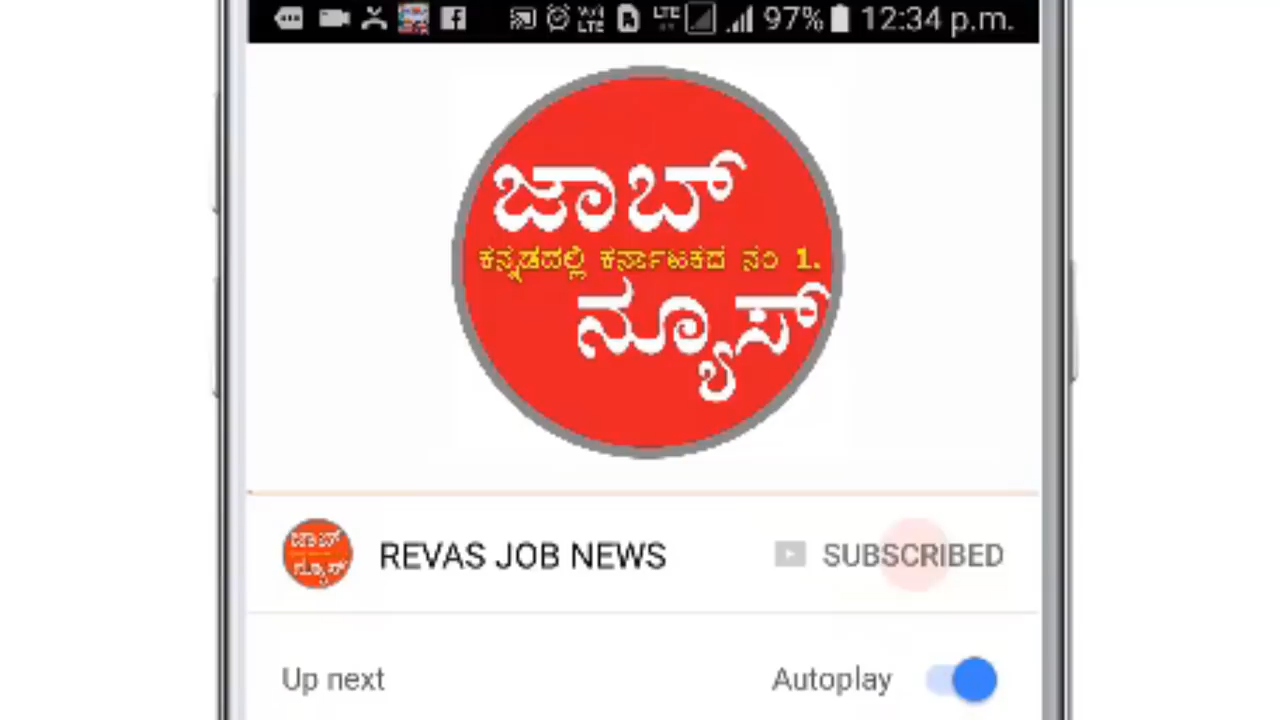 97% 12:34 p.m.
ಜಾಬ್
ಕನ್ನಡದಲ್ಲಿ ಕರ್ನಾಟಕದ ನಂ 1.
ನ್ಯೂಸ್
ಜಾಬ್
ನ್ಯೂಸ್
REVAS JOB NEWS SUBSCRIBED
Up next Autoplay